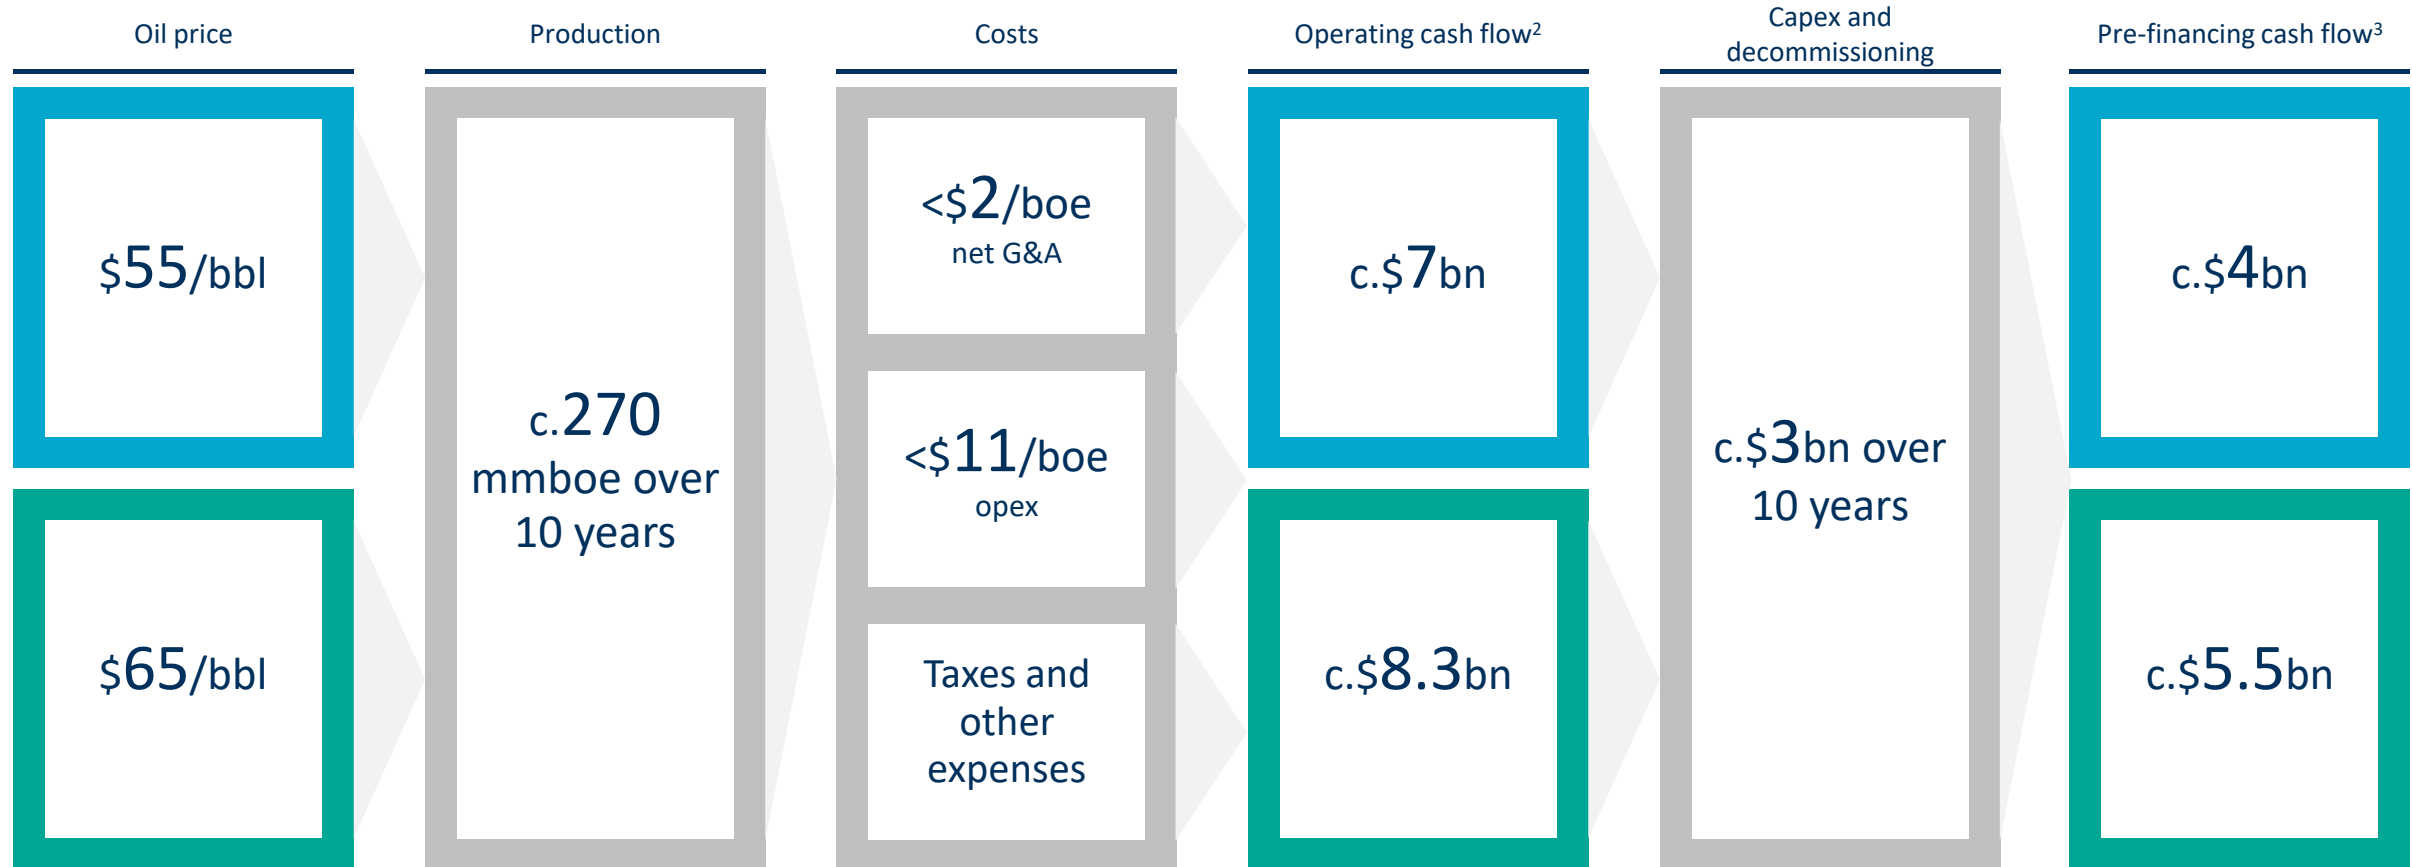 Oil price
Production
Costs
Operating cash flow²
Capex and
decommissioning
Pre-financing cash flow³
$55/bbl
$65/bbl
c.270
mmboe over
10 years
<$2/boe
net G&A
<$11/boe
opex
Taxes and
other
expenses
c.$7bn
c.$8.3bn
c.$3bn over
10 years
c.$4bn
c.$5.5bn